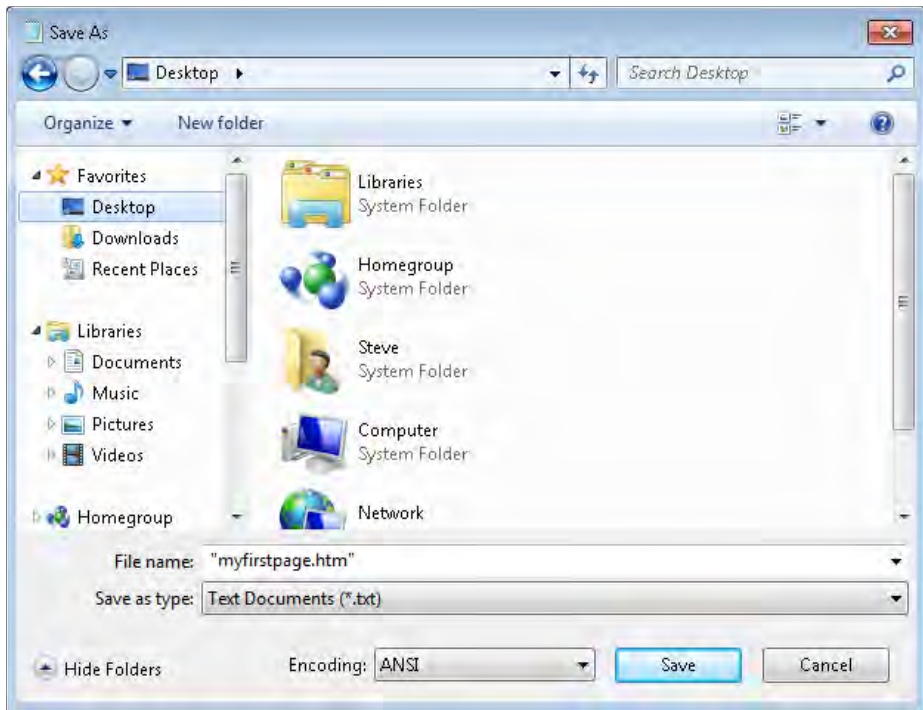 Save As
Desktop
Search Desktop
Organize
New folder
Favorites
Desktop
Downloads
Recent Places
Libraries
Documents
Music
Pictures
Videos
Homegroup
Libraries
System Folder
Homegroup
System Folder
Steve
System Folder
Computer
System Folder
Network
File name: "myfirstpage.htm"
Save as type: Text Documents (*.txt)
Hide Folders
Encoding: ANSI
Save
Cancel